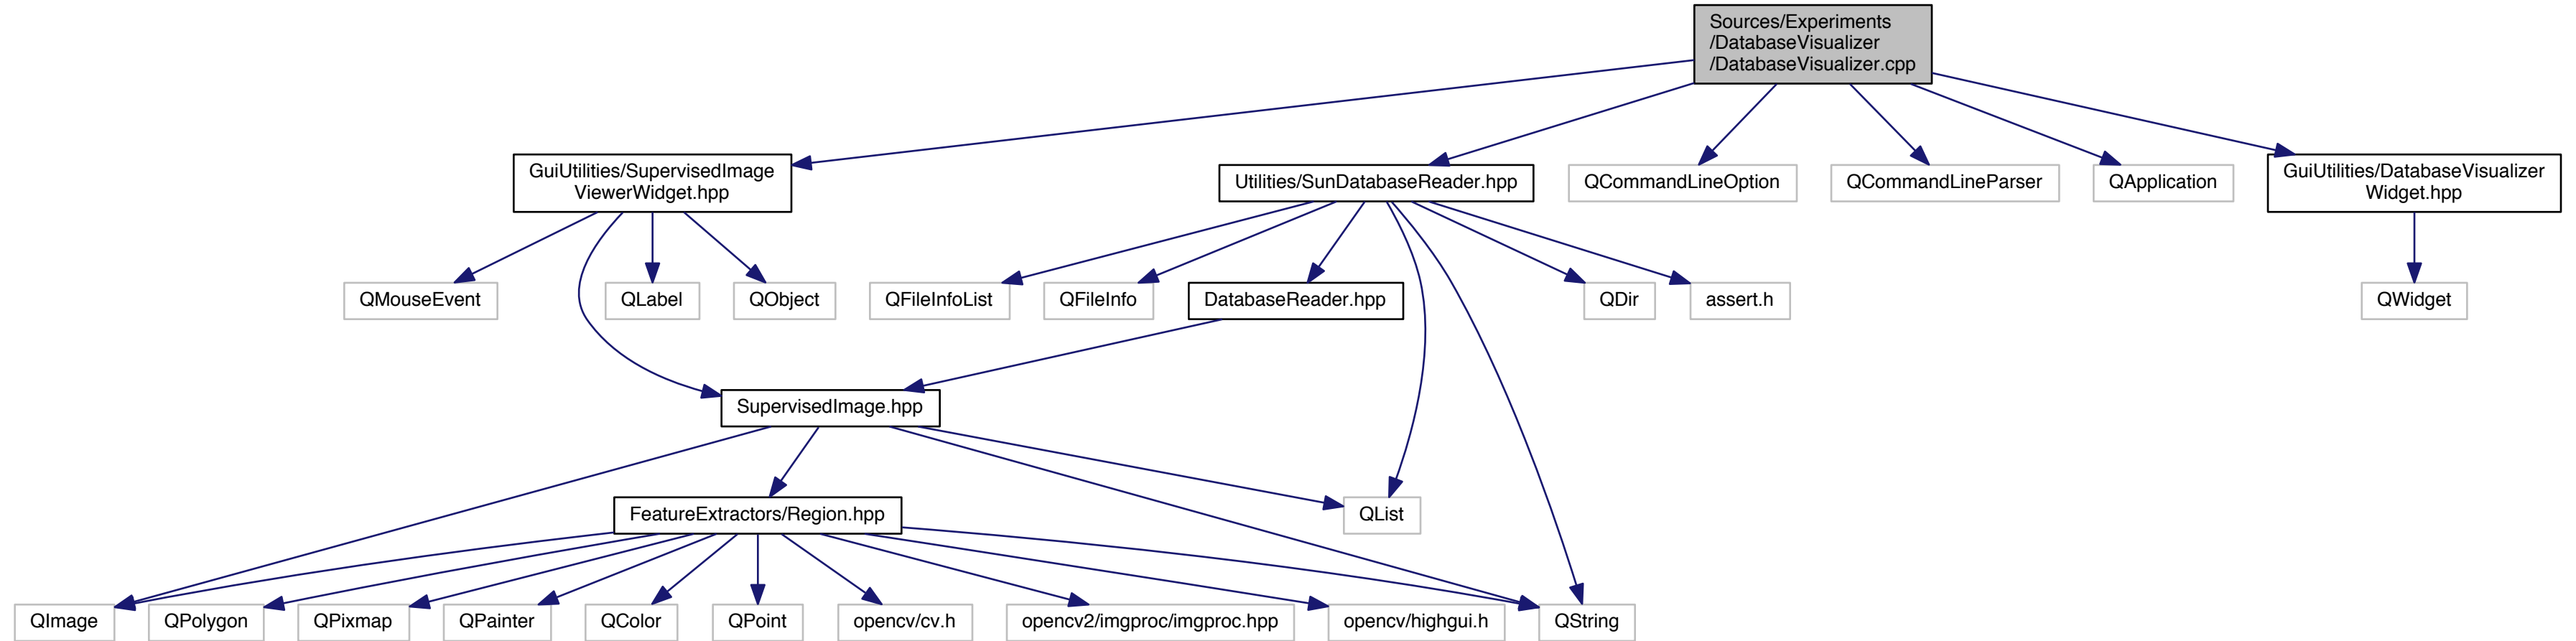 Sources/Experiments
/DatabaseVisualizer
/DatabaseVisualizer.cpp
GuiUtilities/SupervisedImage
ViewerWidget.hpp
Utilities/SunDatabaseReader.hpp
QCommandLineOption
QCommandLineParser
QApplication
GuiUtilities/DatabaseVisualizer
Widget.hpp
QMouseEvent
QLabel
QObject
QFileInfoList
QFileInfo
DatabaseReader.hpp
QDir
assert.h
QWidget
SupervisedImage.hpp
FeatureExtractors/Region.hpp
QList
QImage
QPolygon
QPixmap
QPainter
QColor
QPoint
opencv/cv.h
opencv2/imgproc/imgproc.hpp
opencv/highgui.h
QString